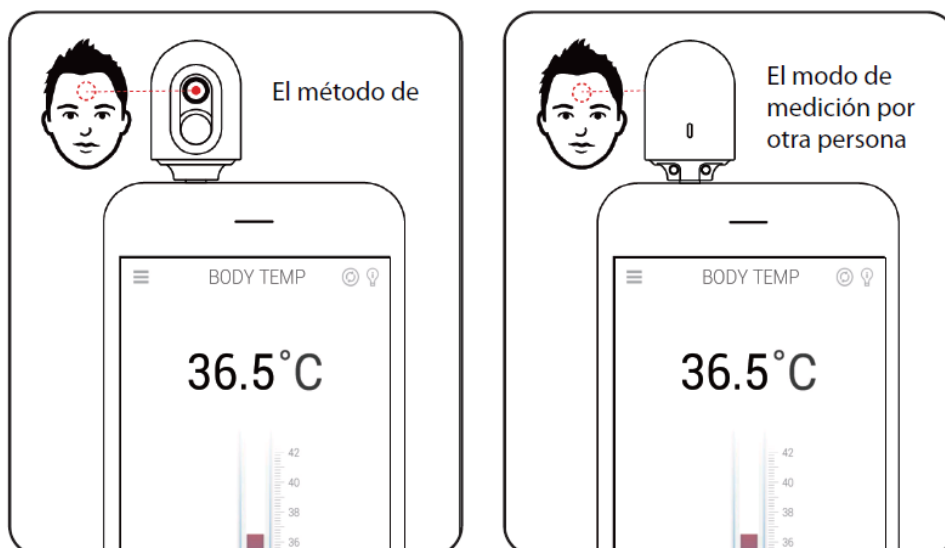 El método de
BODY TEMP
36.5°C
42
40
38
36
El modo de
medición por
otra persona
BODY TEMP
36.5°C
42
40
38
36